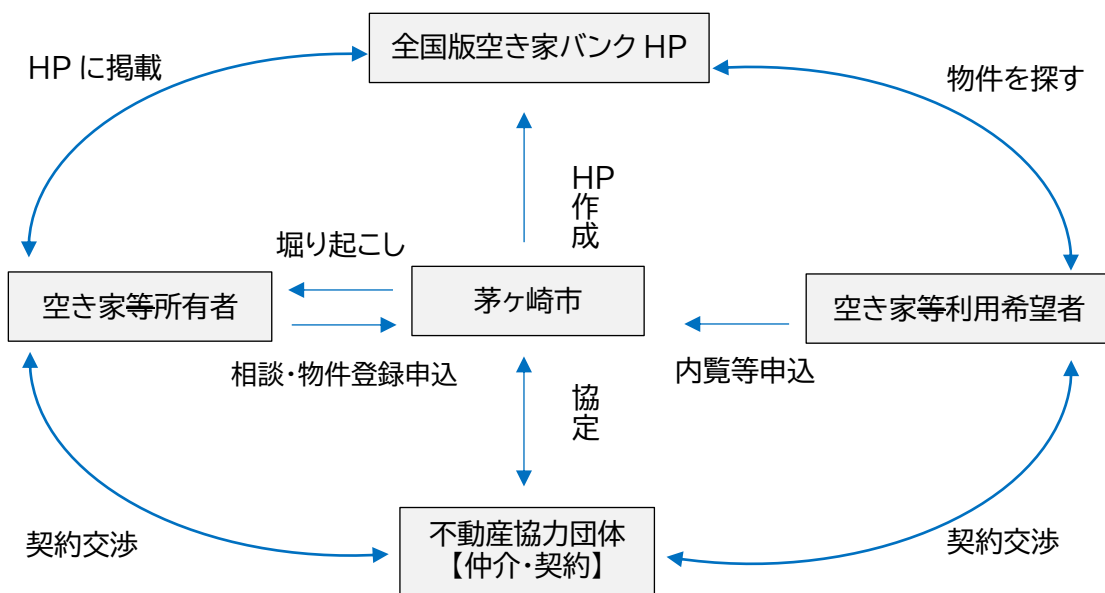 全国版空き家バンク HP
HP に掲載
物件を探す
HP作成
堀り起こし
空き家等所有者
茅ヶ崎市
空き家等利用希望者
相談・物件登録申込
内覧等申込
協定
契約交渉
不動産協力団体
【仲介・契約】
契約交渉